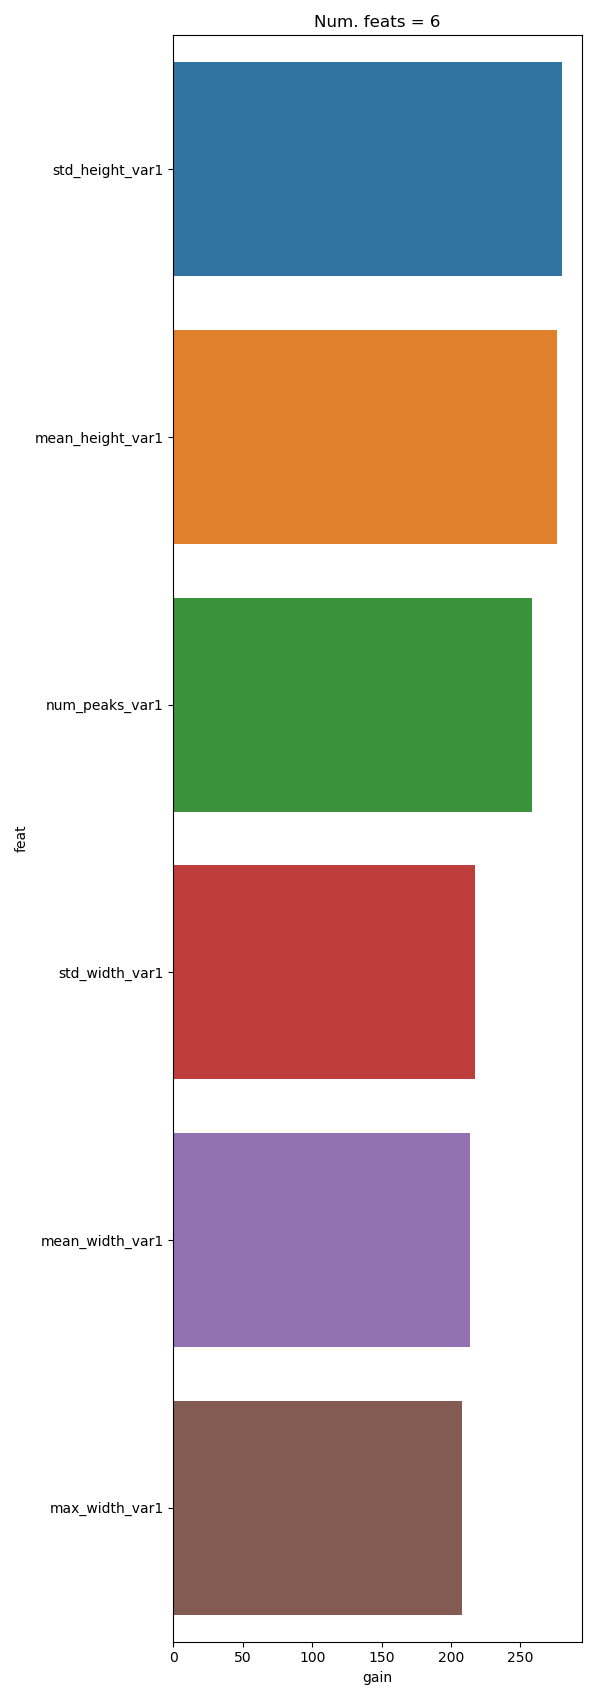 Num. feats = 6
std_height_var1
mean_height_var1
num_peaks_var1
feat
std_width_var1
mean_width_var1
max_width_var1
0 50 100 150 200 250
gain